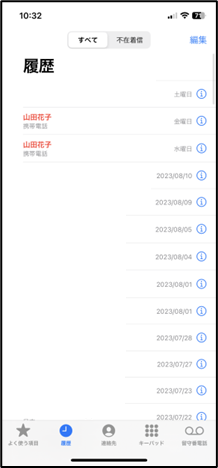 10:32
すべて 不在着信 編集
履歴
土曜日
山田花子
携帯電話 金曜日
山田花子
携帯電話 水曜日
2023/08/10
2023/08/09
2023/08/05
2023/08/04
2023/08/01
2023/08/01
2023/07/28
2023/07/27
2023/07/23
2023/07/22
よく使う項目 履歴 連絡先 キーパッド 留守番電話